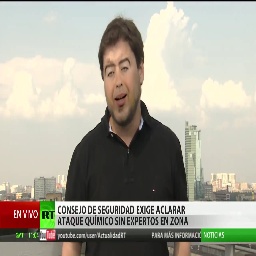 EN VIVO
RT
CONSEJO DE SEGURIDAD EXIGE ACLARAR
ATAQUE QUÍMICO SIN EXPERTOS EN ZONA
youtube.com/user/ActualidadRT
PARA MÁS INFORMACIÓ
NOTICIAS